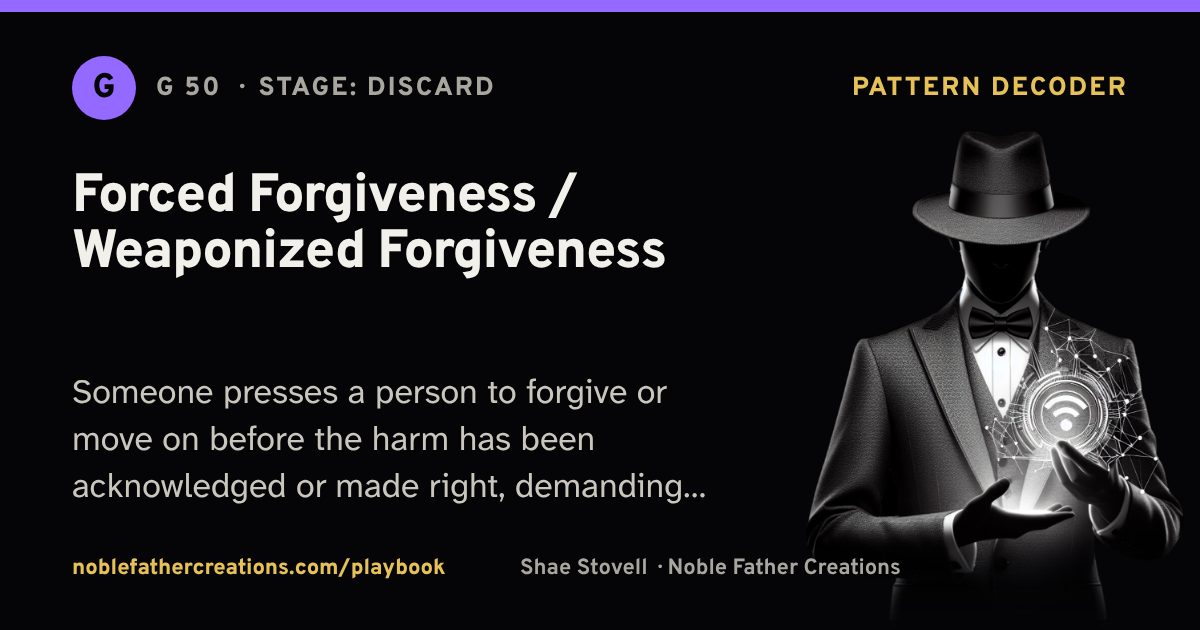 G
G 50 · STAGE: DISCARD
PATTERN DECODER
Forced Forgiveness /
Weaponized Forgiveness
Someone presses a person to forgive or
move on before the harm has been
acknowledged or made right, demanding...
noblefathercreations.com/playbook
Shae Stovell · Noble Father Creations